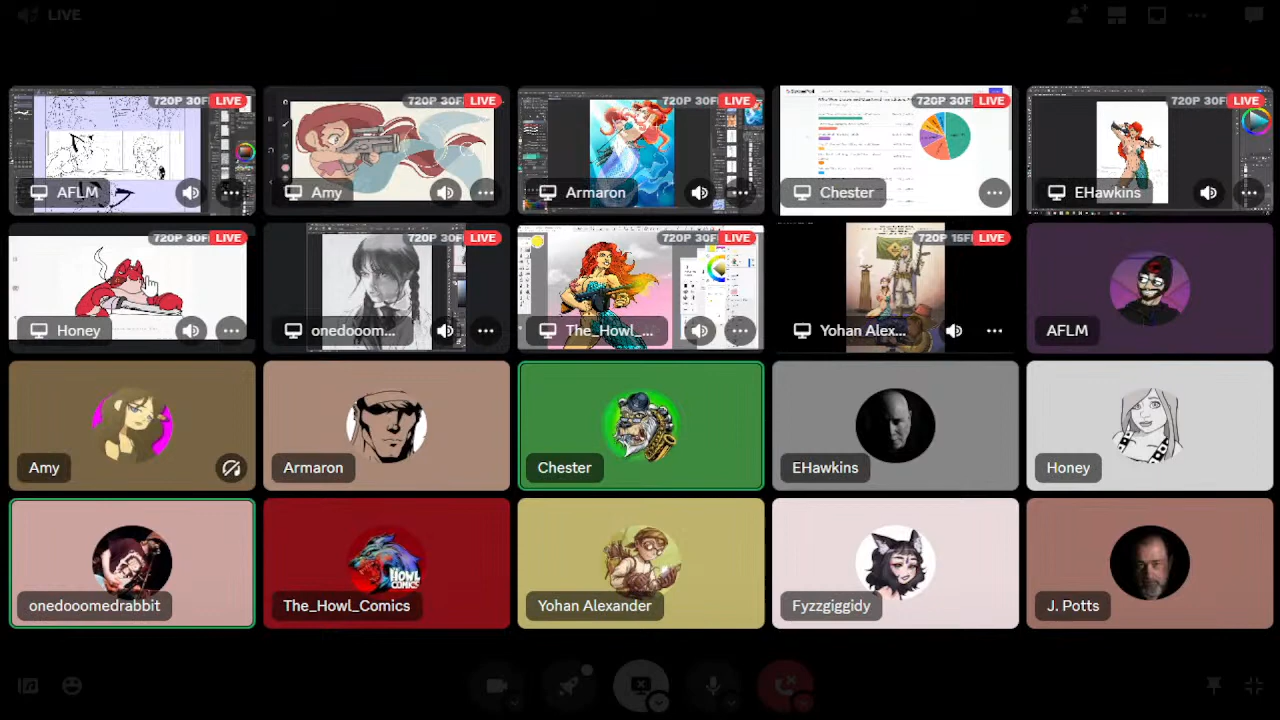 LIVE
720P 30F LIVE
720P 30F LIVE
720P 30F LIVE
720P 30F LIVE
720P 30F LIVE
AFLM
Amy
Armaron
Chester
EHawkins
720P 30F LIVE
720P 30F LIVE
720P 30F LIVE
720P 15F LIVE
Honey
onedooom...
The_Howl_...
Yohan Alex...
AFLM
Amy
Armaron
Chester
EHawkins
Honey
HOWL
COMICS
onedooomedrabbit
The_Howl_Comics
Yohan Alexander
Fyzzgiggidy
J. Potts